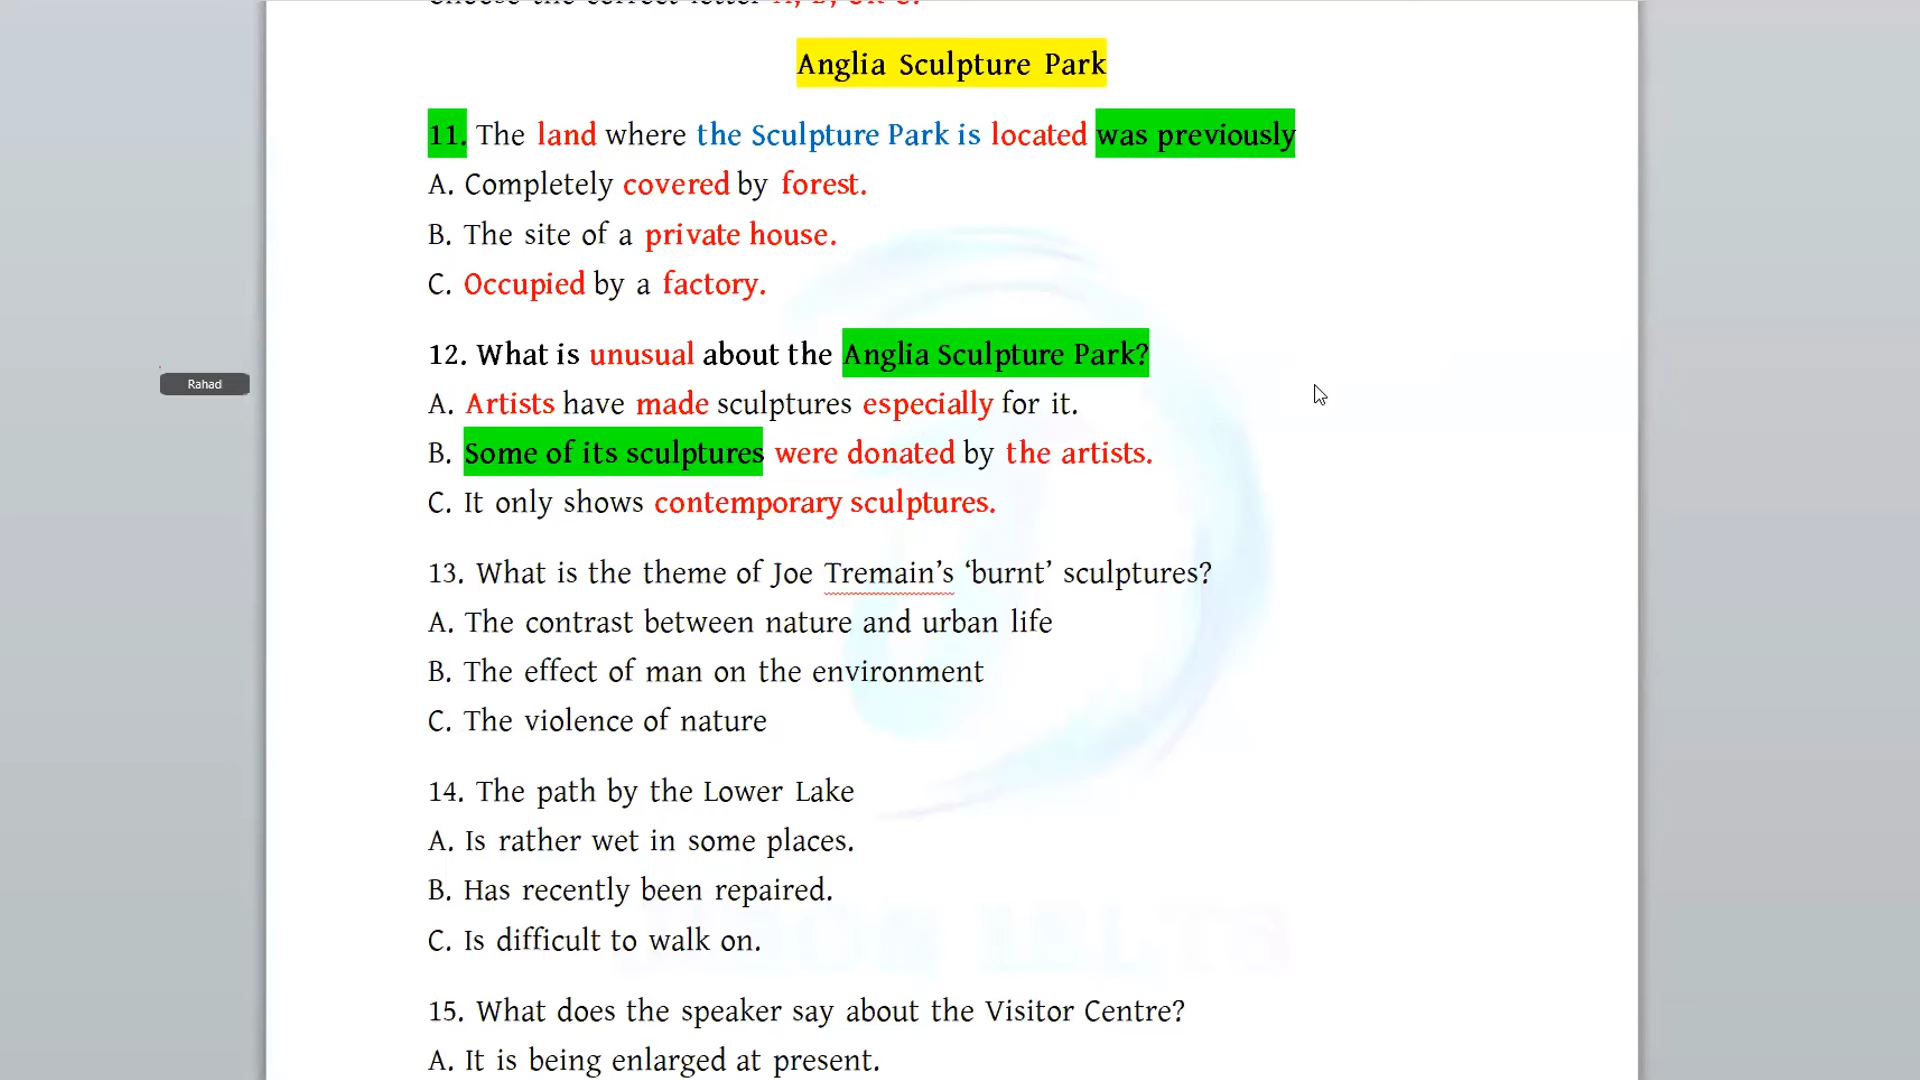 Choose the correct letter A, B, OR C.
Anglia Sculpture Park
11. The land where the Sculpture Park is located was previously
A. Completely covered by forest.
B. The site of a private house.
C. Occupied by a factory.
12. What is unusual about the Anglia Sculpture Park?
Rahad
A. Artists have made sculptures especially for it.
B. Some of its sculptures were donated by the artists.
C. It only shows contemporary sculptures.
13. What is the theme of Joe Tremain’s ‘burnt’ sculptures?
A. The contrast between nature and urban life
B. The effect of man on the environment
C. The violence of nature
14. The path by the Lower Lake
A. Is rather wet in some places.
B. Has recently been repaired.
C. Is difficult to walk on.
15. What does the speaker say about the Visitor Centre?
A. It is being enlarged at present.